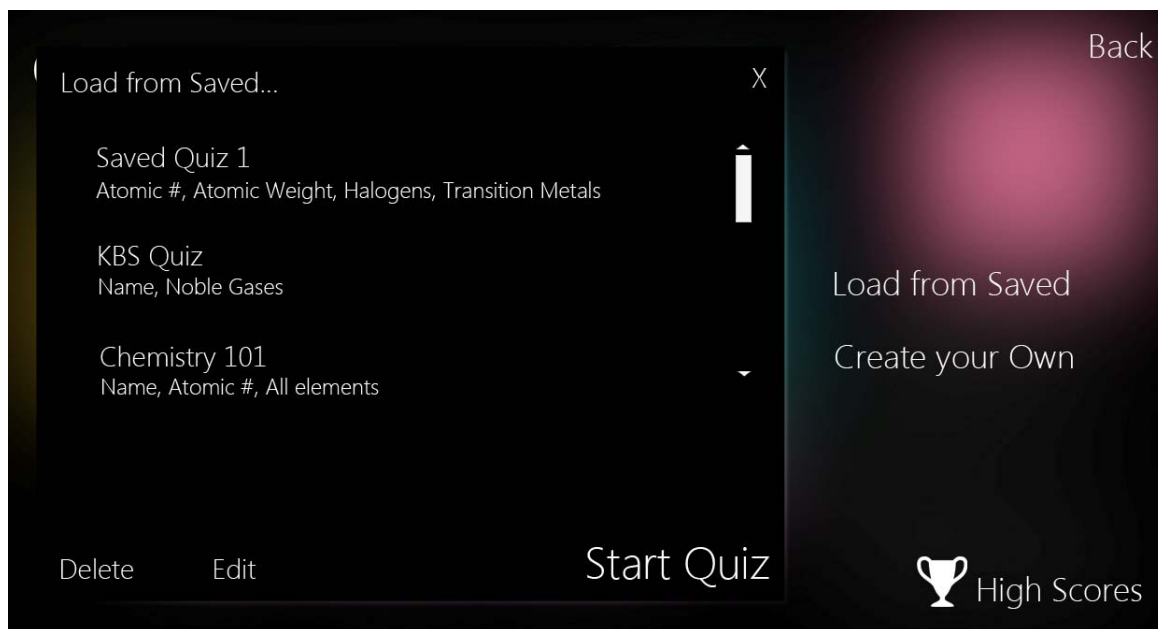 Back
Load from Saved...
X
Saved Quiz 1
Atomic #, Atomic Weight, Halogens, Transition Metals
KBS Quiz
Name, Noble Gases
Chemistry 101
Name, Atomic #, All elements
Delete
Edit
Start Quiz
Load from Saved
Create your Own
High Scores